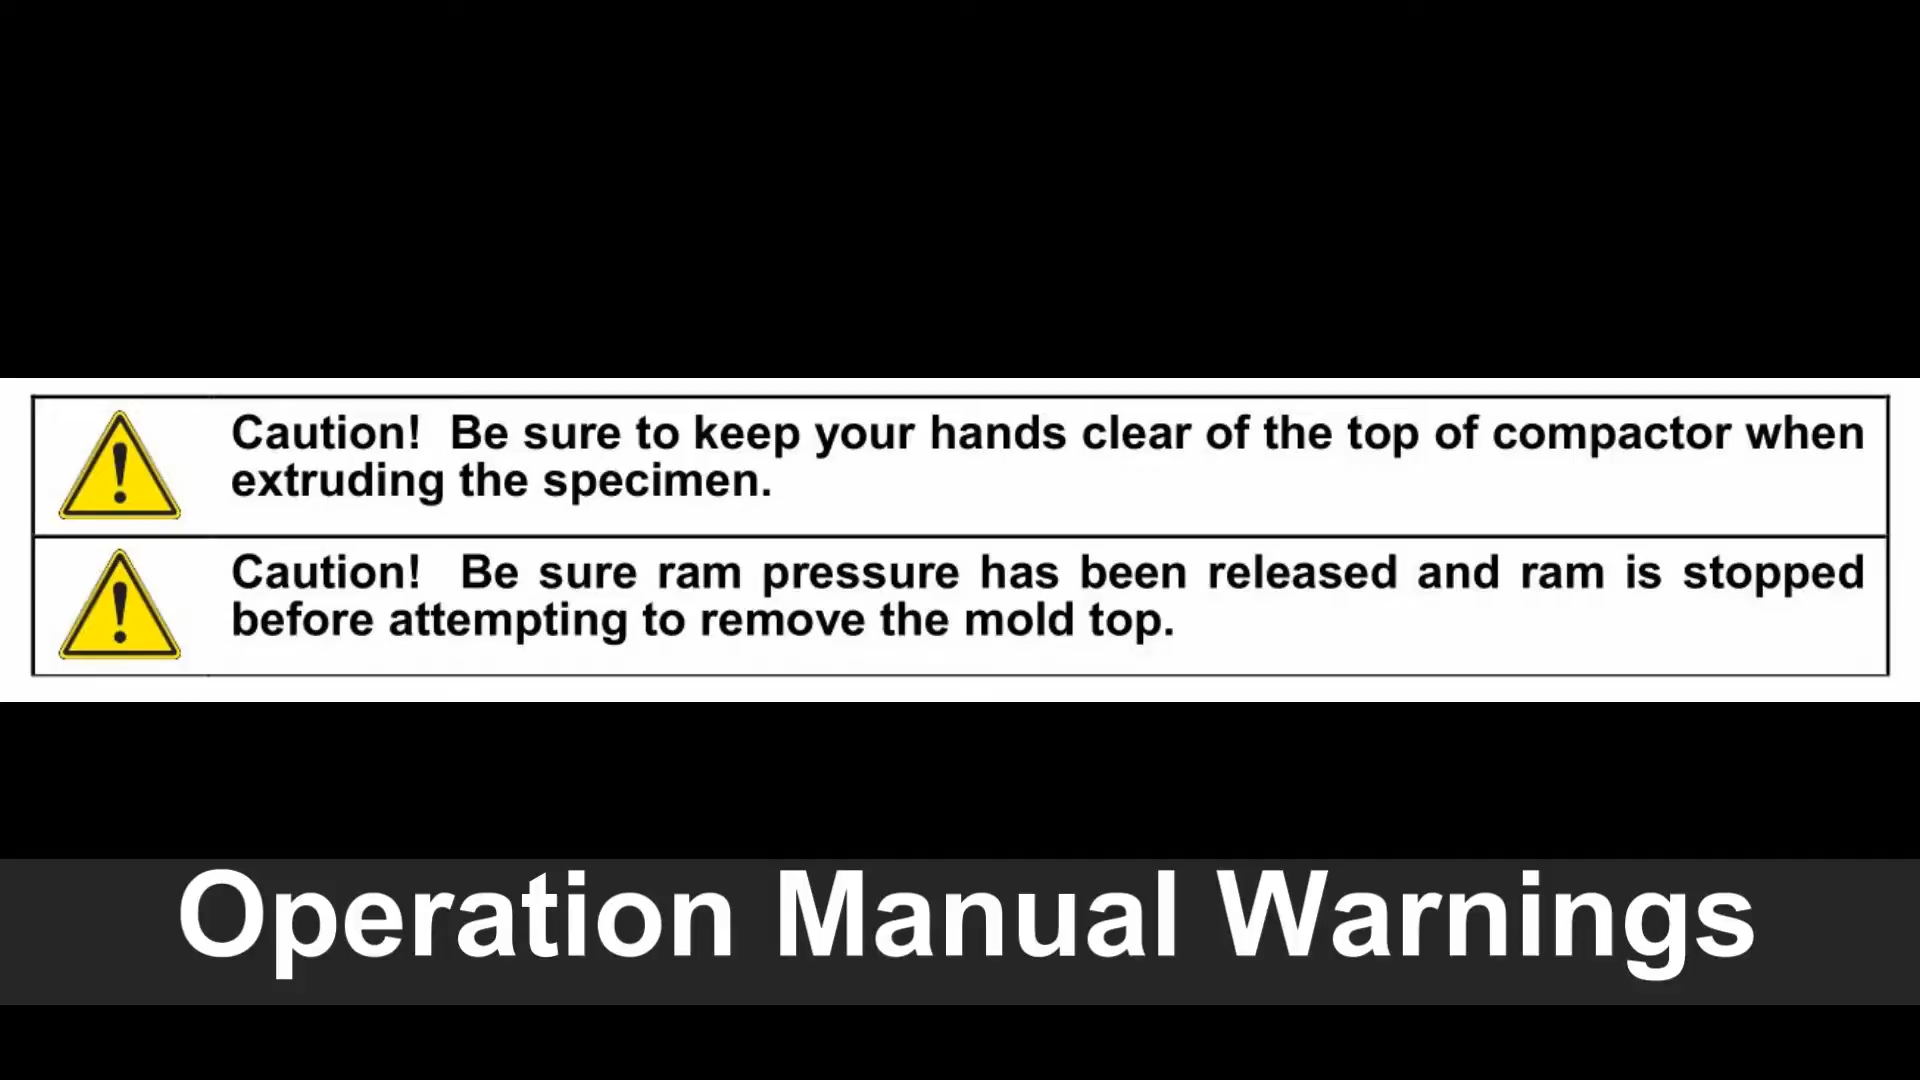 Caution! Be sure to keep your hands clear of the top of compactor when
extruding the specimen.
Caution! Be sure ram pressure has been released and ram is stopped
before attempting to remove the mold top.
Operation Manual Warnings